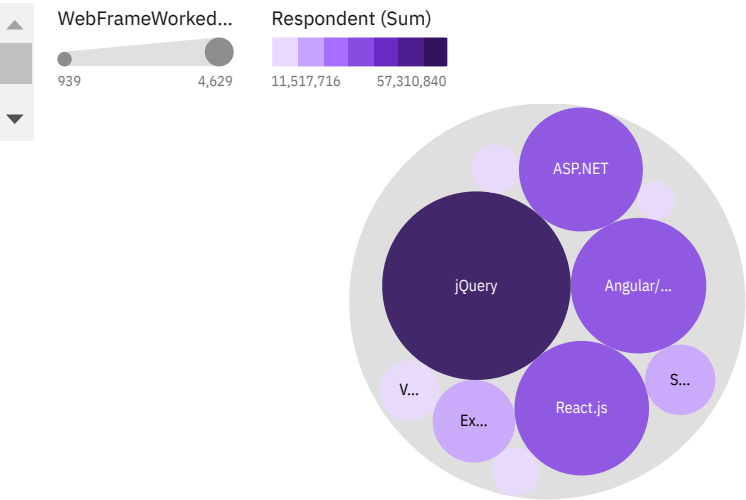 WebFrameWorked...
Respondent (Sum)
939
4,629
11,517,716
57,310,840
ASP.NET
jQuery
Angular/...
V...
S...
Ex...
React.js